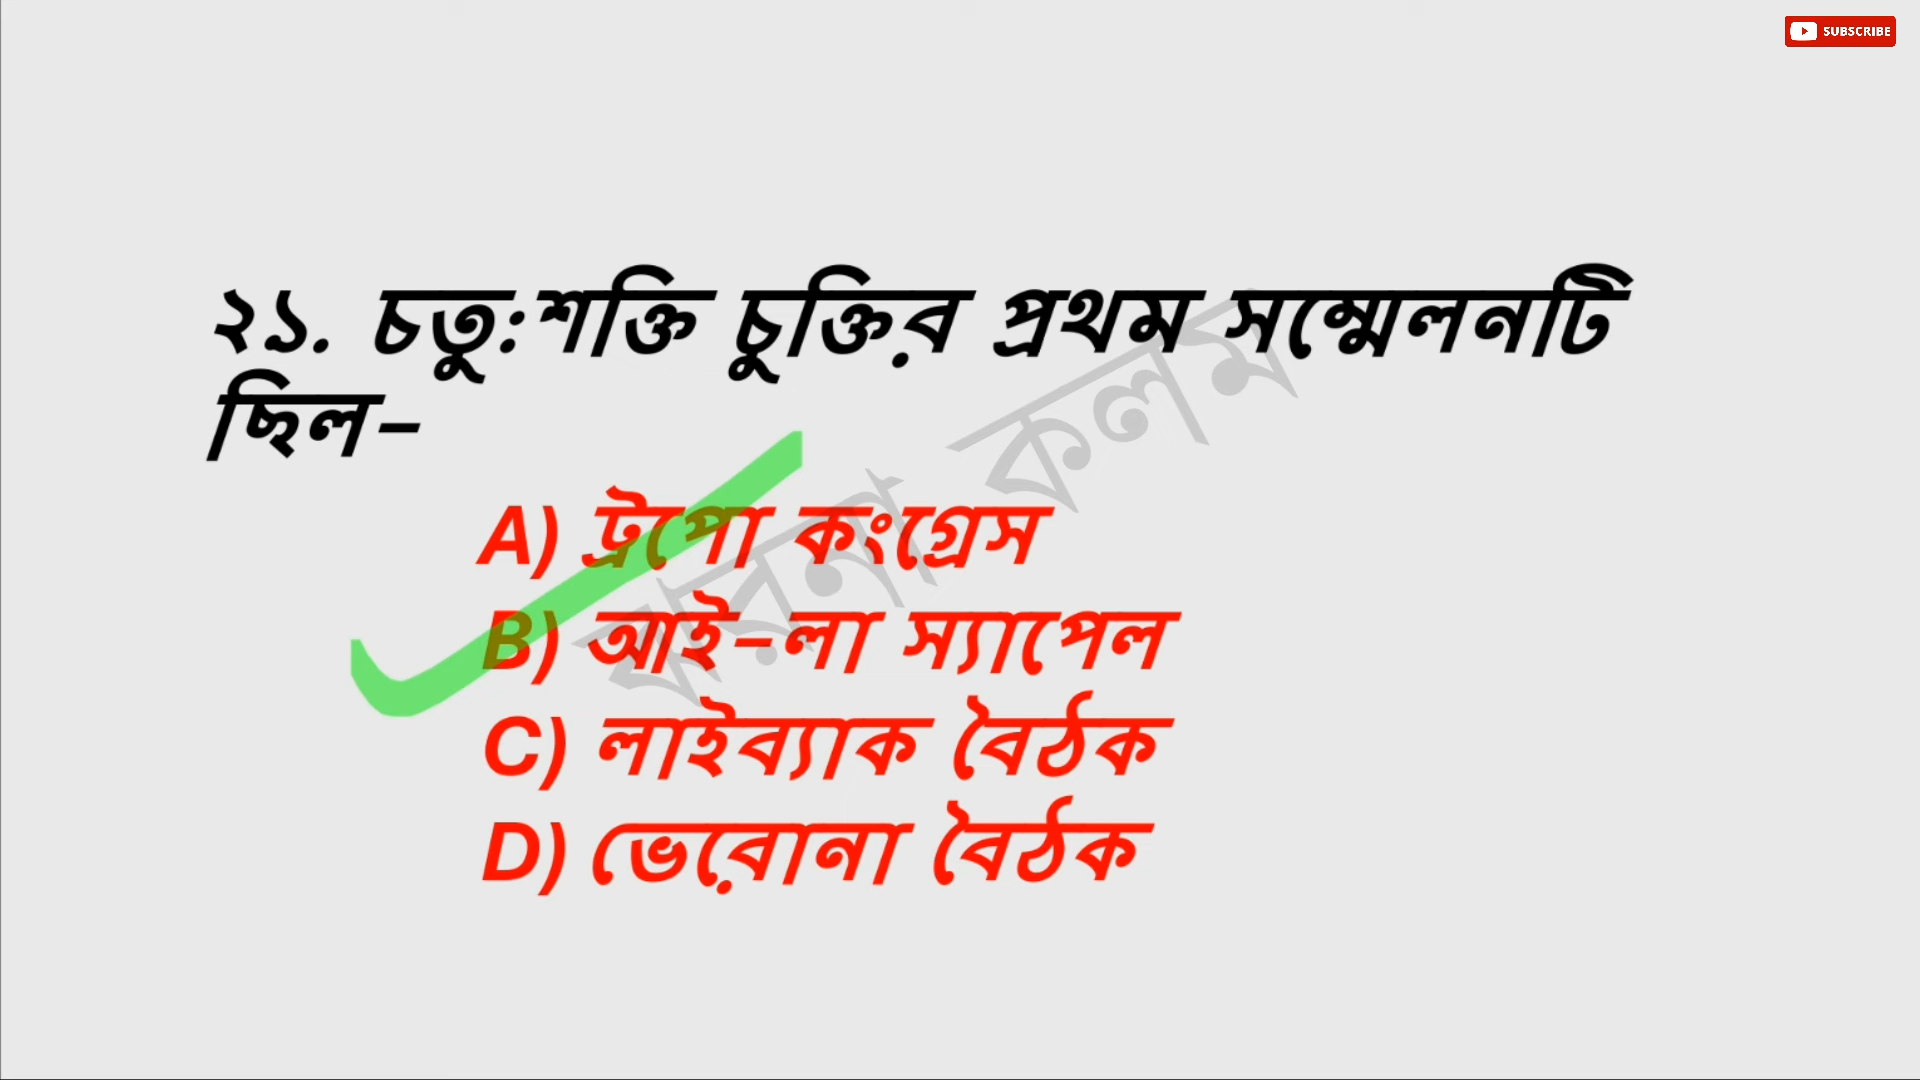 SUBSCRIBE
২১. চতু:শক্তি চুক্তির প্রথম সম্মেলনটি
ছিল-
A) ট্রপো কংগ্রেস
B) আই-লা স্যাপেল
C) লাইব্যাক বৈঠক
D) ভেরোনা বৈঠক